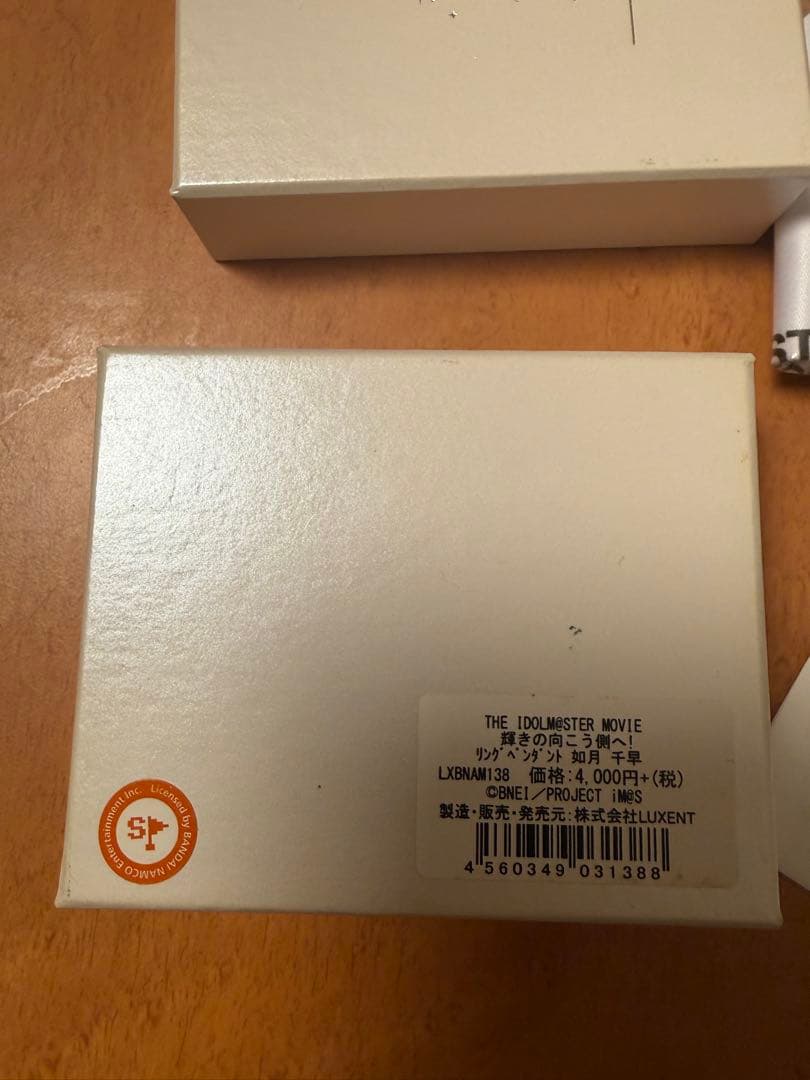 ST
THE IDOLM@STER MOVIE
輝きの向こう側へ!
ﾘﾝｸﾞﾍﾟﾝﾀﾞﾝﾄ 如月 千早
LXBNAM138 価格:4,000円+(税)
©BNEI/PROJECT iM@S
製造・販売・発売元:株式会社LUXENT
4 560349 031388
Licensed by BANDAI NAMCO Entertainment Inc.
S